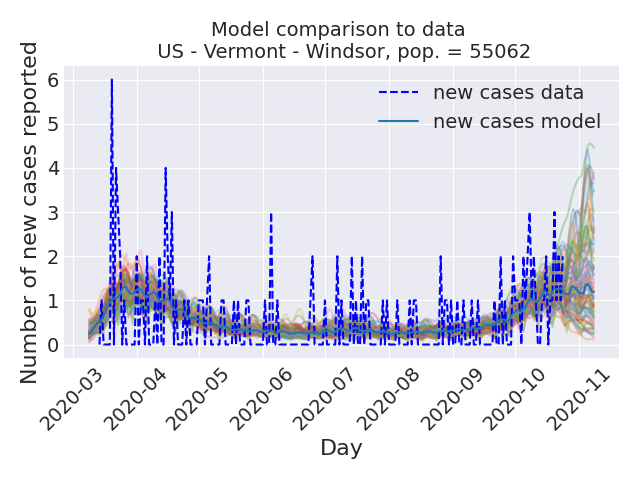 Model comparison to data
US - Vermont - Windsor, pop. = 55062
Number of new cases reported
6
5
4
3
2
1
0
new cases data
new cases model
2020-03
2020-04
2020-05
2020-06
2020-07
2020-08
2020-09
2020-10
2020-11
Day